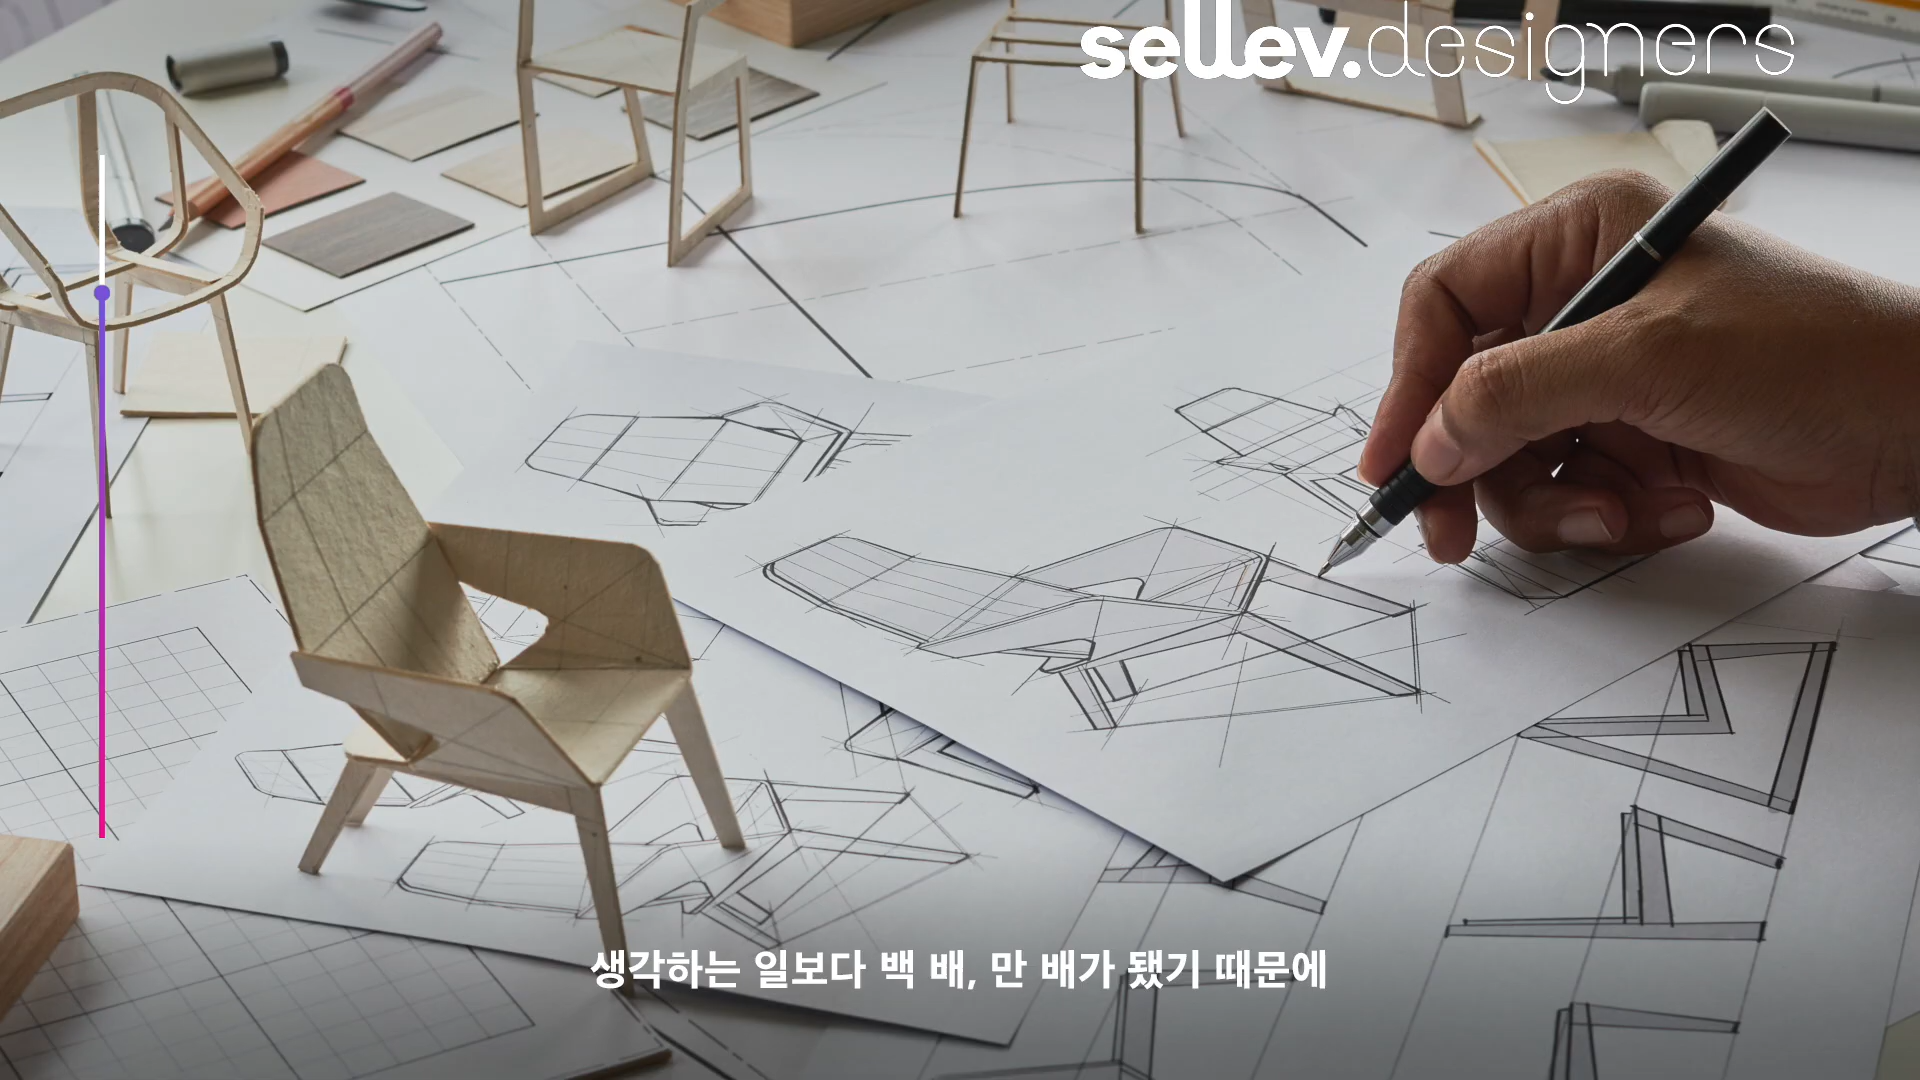 sellev.designers
생각하는 일보다 백 배, 만 배가 됐기 때문에